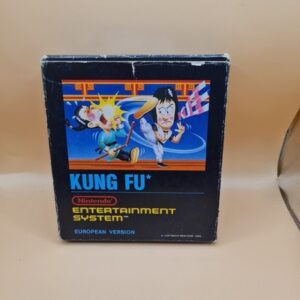 KUNG FU*
Nintendo
ENTERTAINMENT
SYSTEM™
EUROPEAN VERSION